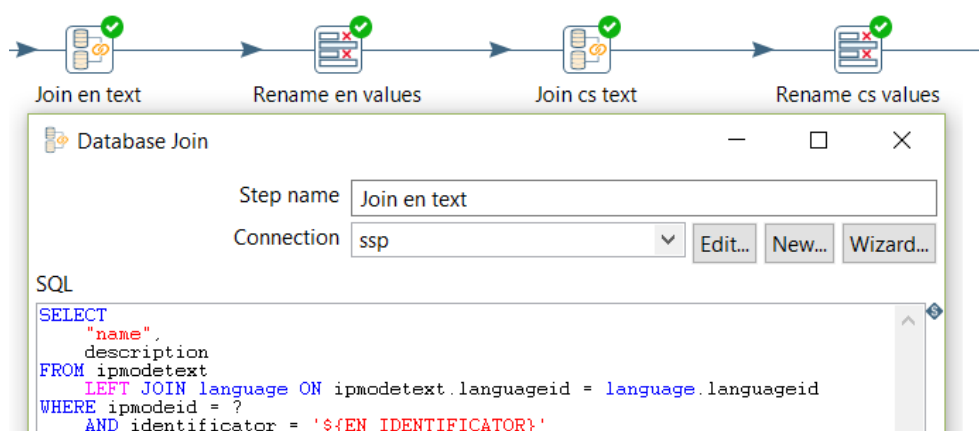 Join en text
Rename en values
Join cs text
Rename cs values
Database Join
Step name
Join en text
Connection
ssp
Edit...
New...
Wizard...
SQL
SELECT
"name",
description
FROM ipmodetext
LEFT JOIN language ON ipmodetext.languageid = language.languageid
WHERE ipmodeid = ?
AND identificator = '${EN_IDENTIFICATOR}'